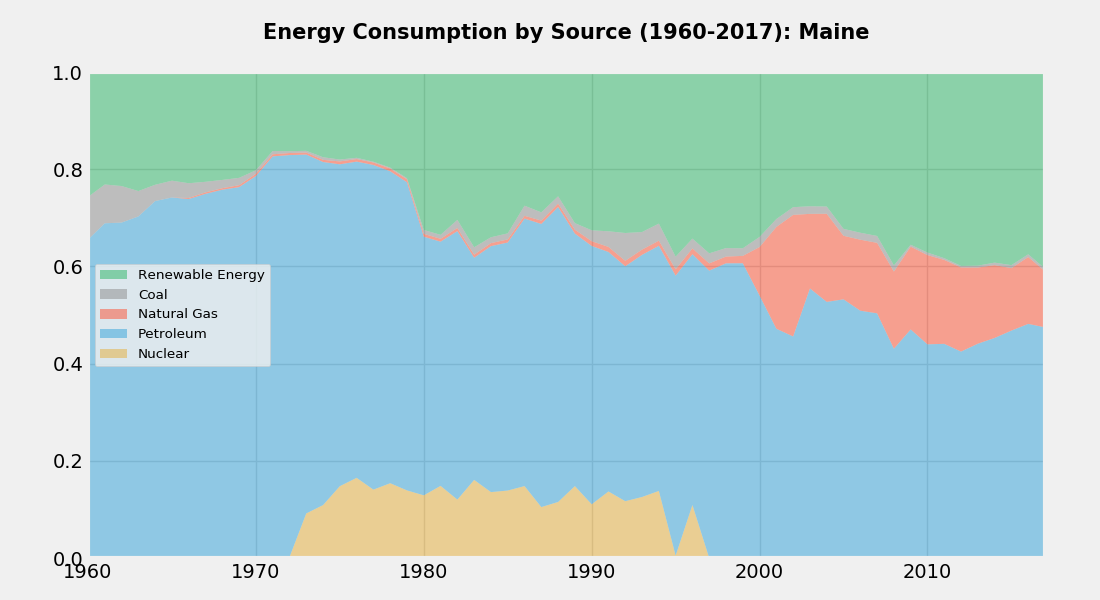 Energy Consumption by Source (1960-2017): Maine
1.0
0.8
0.6
0.4
0.2
0.0
Renewable Energy
Coal
Natural Gas
Petroleum
Nuclear
1960 1970 1980 1990 2000 2010